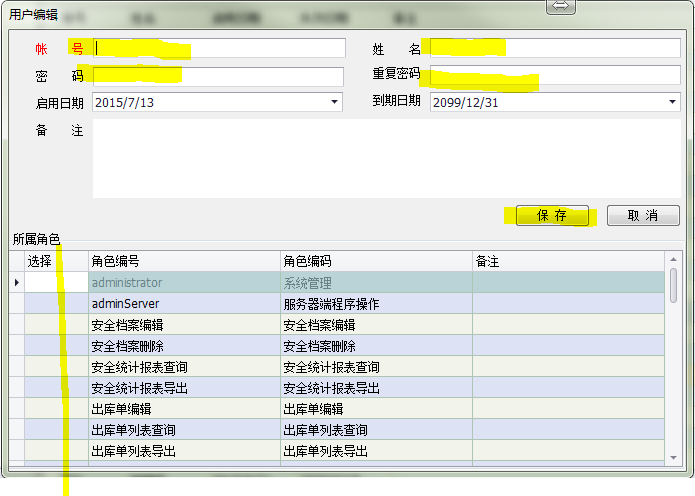 用户编辑
帐 号 姓 名
密 码 重复密码
启用日期 2015/7/13 到期日期 2099/12/31
备 注
保 存 取 消
所属角色
选择 角色编号 角色编码 备注
administrator 系统管理
adminServer 服务器端程序操作
安全档案编辑 安全档案编辑
安全档案删除 安全档案删除
安全统计报表查询 安全统计报表查询
安全统计报表导出 安全统计报表导出
出库单编辑 出库单编辑
出库单列表查询 出库单列表查询
出库单列表导出 出库单列表导出